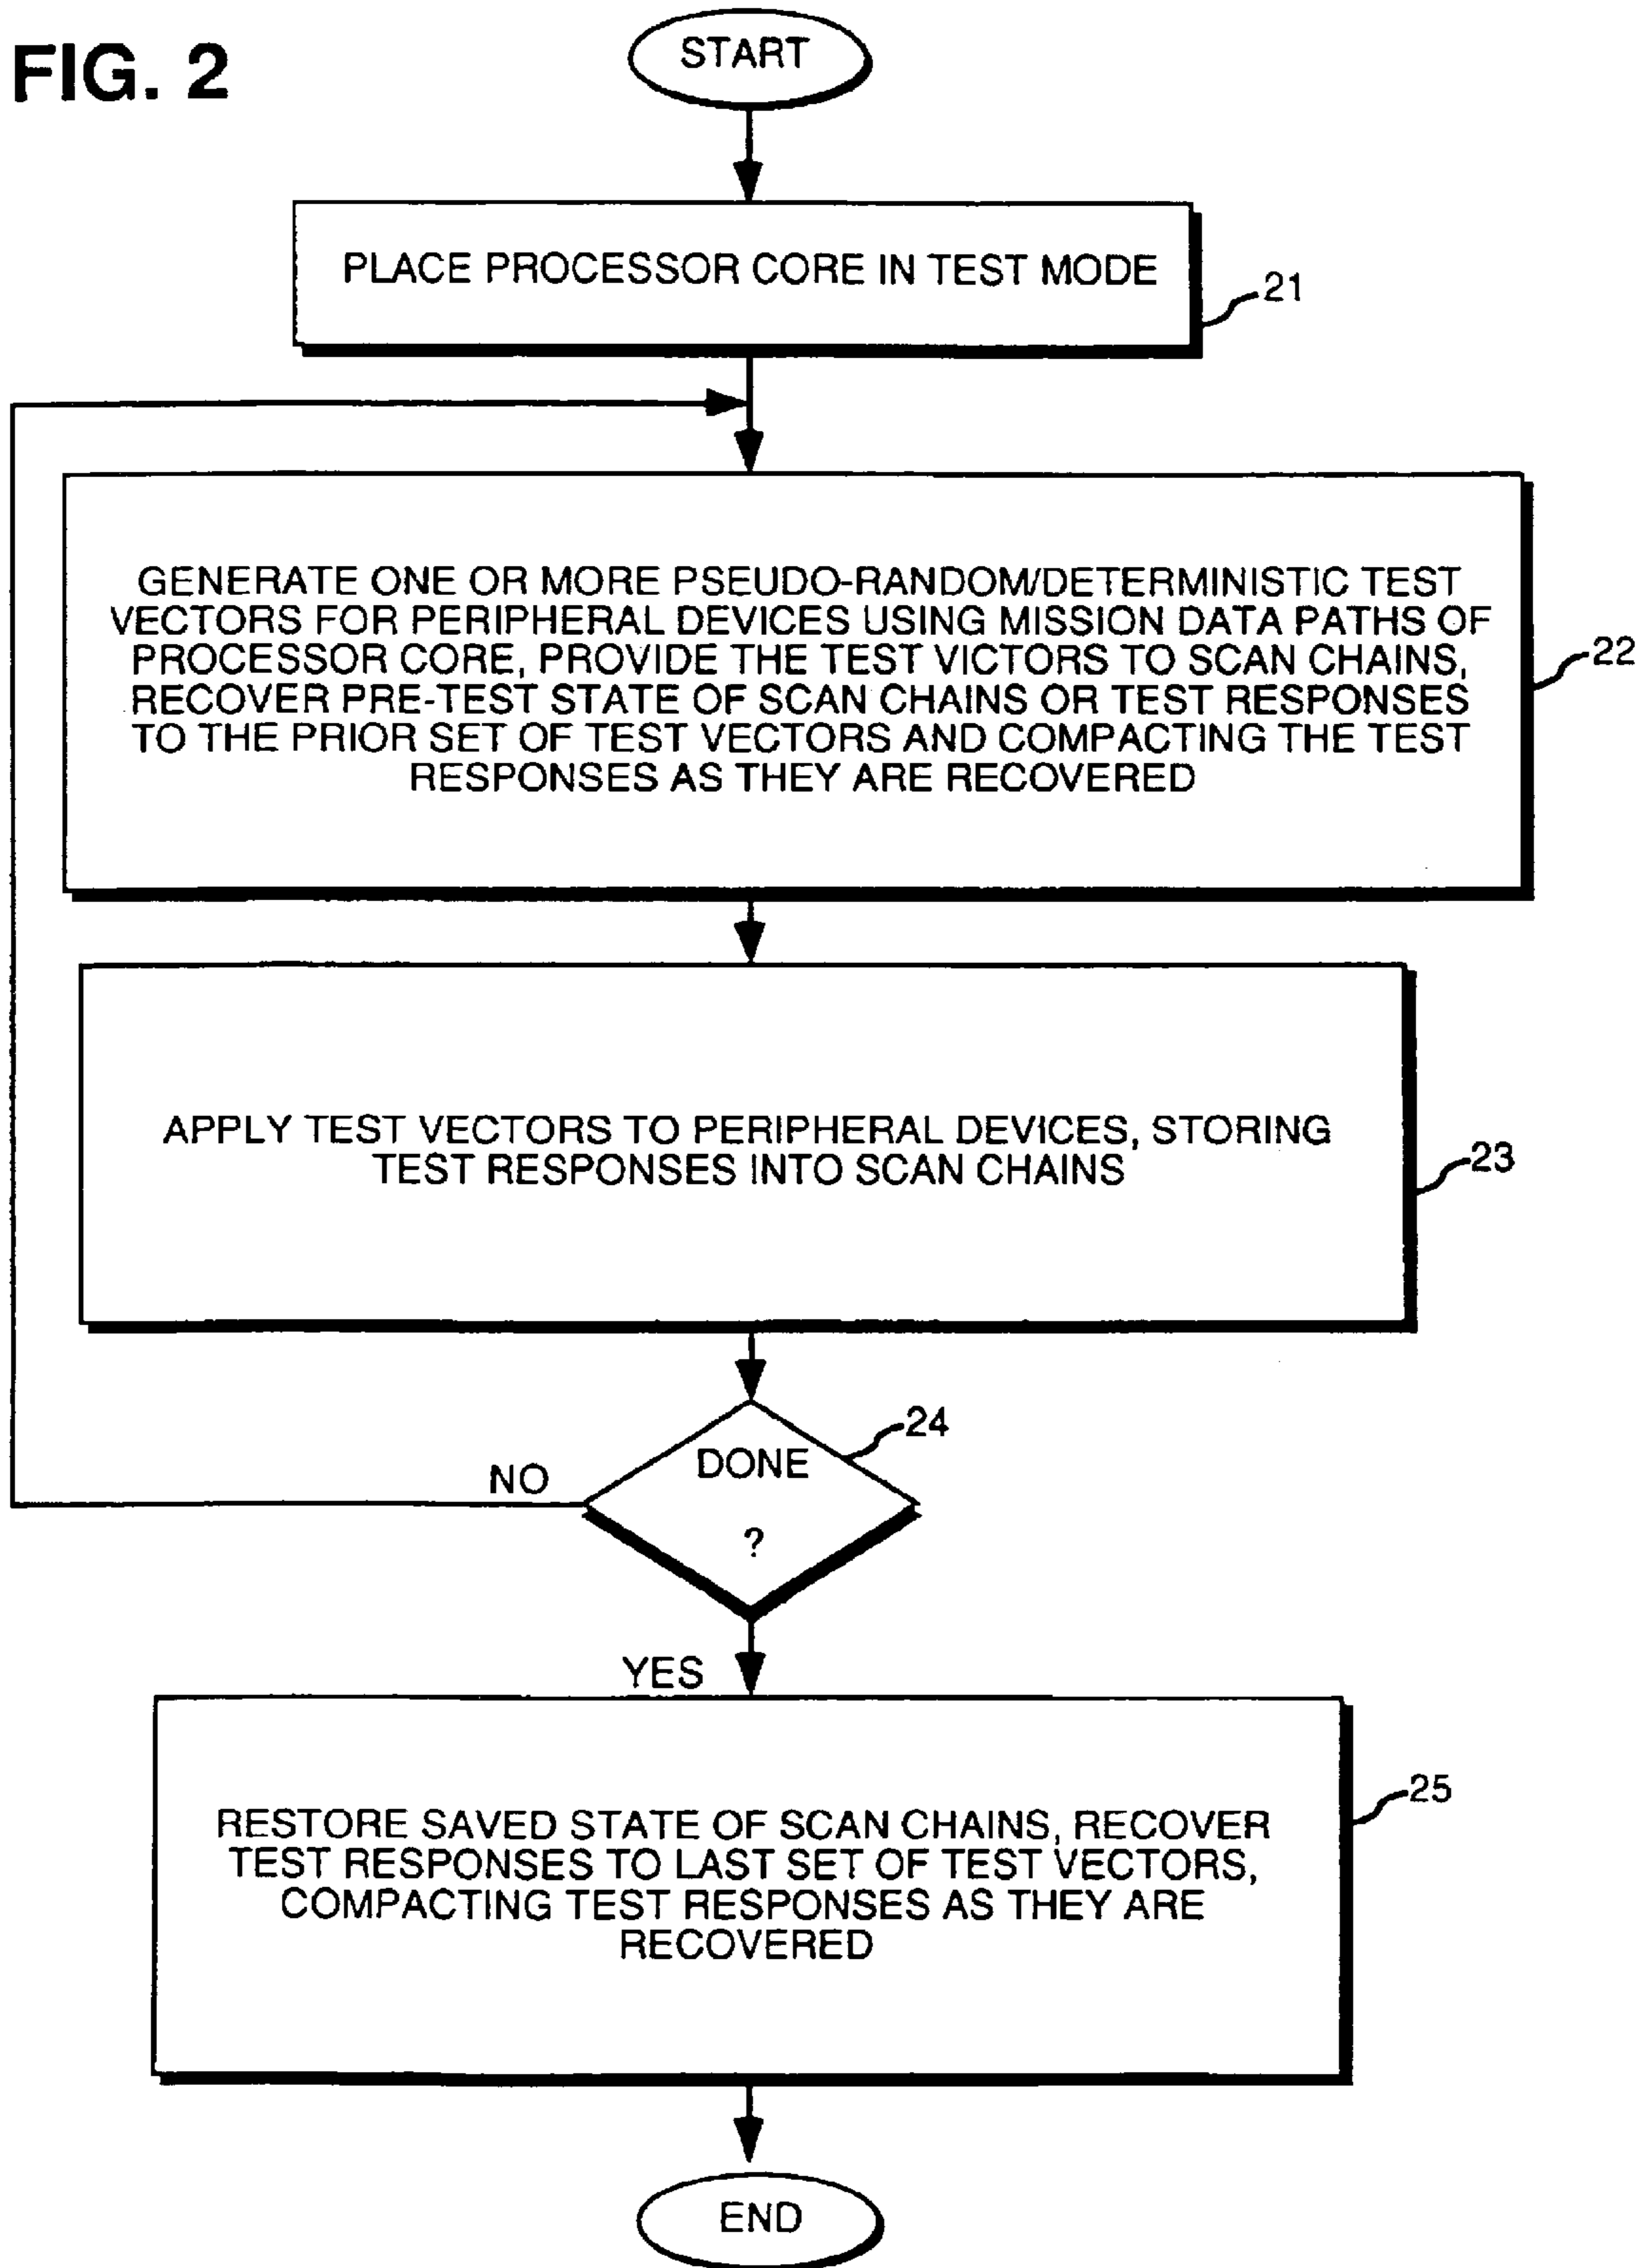 FIG. 2
START
PLACE PROCESSOR CORE IN TEST MODE
21
GENERATE ONE OR MORE PSEUDO-RANDOM/DETERMINISTIC TEST
VECTORS FOR PERIPHERAL DEVICES USING MISSION DATA PATHS OF
PROCESSOR CORE, PROVIDE THE TEST VICTORS TO SCAN CHAINS,
RECOVER PRE-TEST STATE OF SCAN CHAINS OR TEST RESPONSES
TO THE PRIOR SET OF TEST VECTORS AND COMPACTING THE TEST
RESPONSES AS THEY ARE RECOVERED
22
APPLY TEST VECTORS TO PERIPHERAL DEVICES, STORING
TEST RESPONSES INTO SCAN CHAINS
23
24
DONE
?
NO
YES
RESTORE SAVED STATE OF SCAN CHAINS, RECOVER
TEST RESPONSES TO LAST SET OF TEST VECTORS,
COMPACTING TEST RESPONSES AS THEY ARE
RECOVERED
25
END